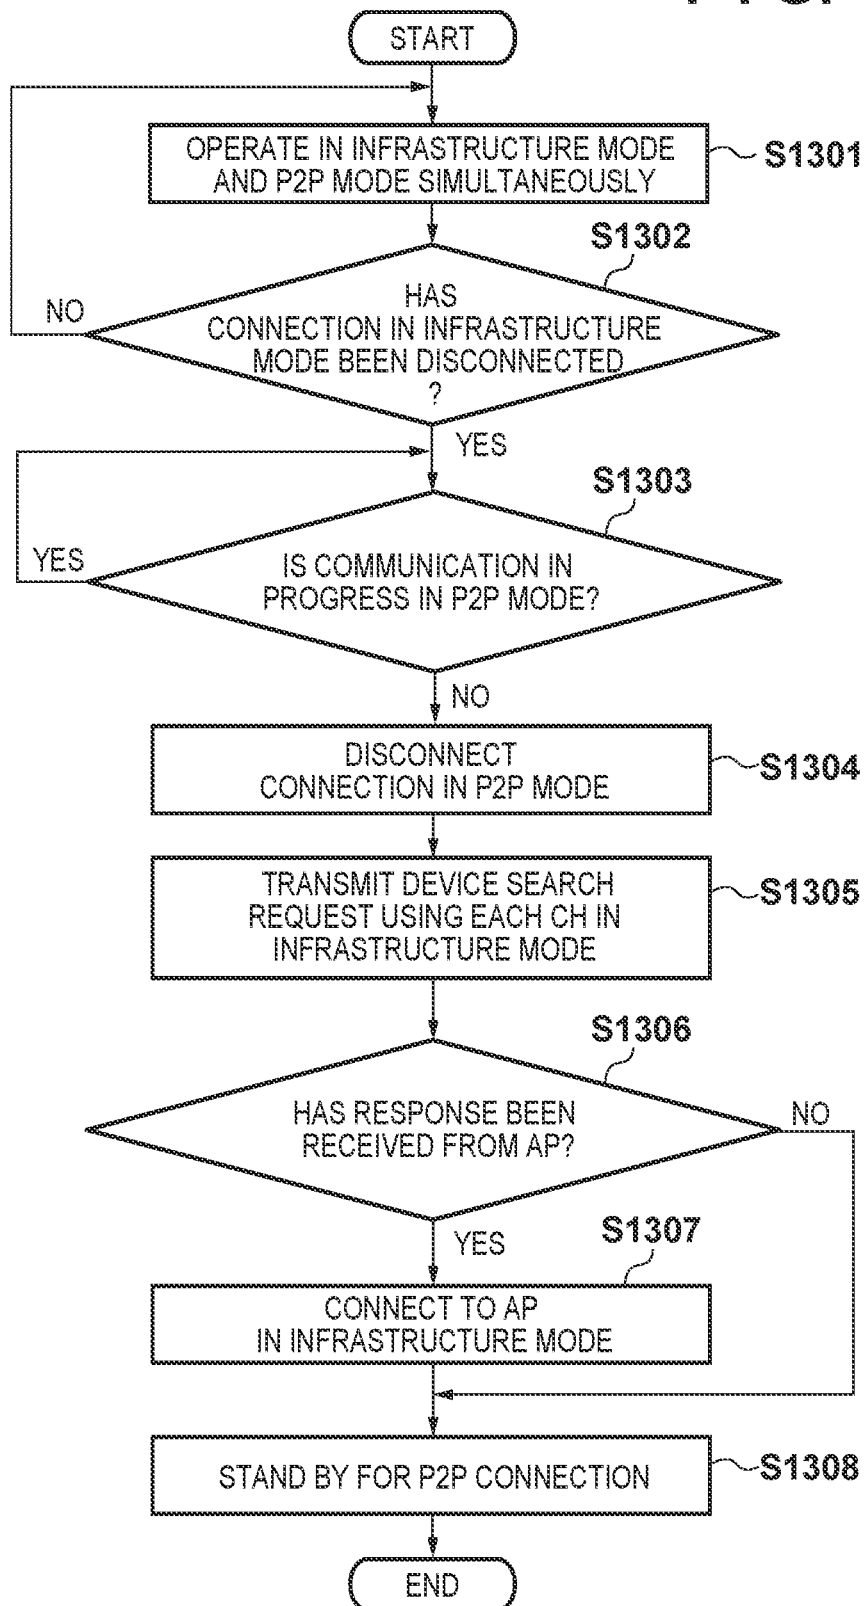 START
OPERATE IN INFRASTRUCTURE MODE
AND P2P MODE SIMULTANEOUSLY
S1301
S1302
HAS
CONNECTION IN INFRASTRUCTURE
MODE BEEN DISCONNECTED
?
NO
YES
S1303
IS COMMUNICATION IN
PROGRESS IN P2P MODE?
YES
NO
DISCONNECT
CONNECTION IN P2P MODE
S1304
TRANSMIT DEVICE SEARCH
REQUEST USING EACH CH IN
INFRASTRUCTURE MODE
S1305
S1306
HAS RESPONSE BEEN
RECEIVED FROM AP?
NO
YES
S1307
CONNECT TO AP
IN INFRASTRUCTURE MODE
STAND BY FOR P2P CONNECTION
S1308
END